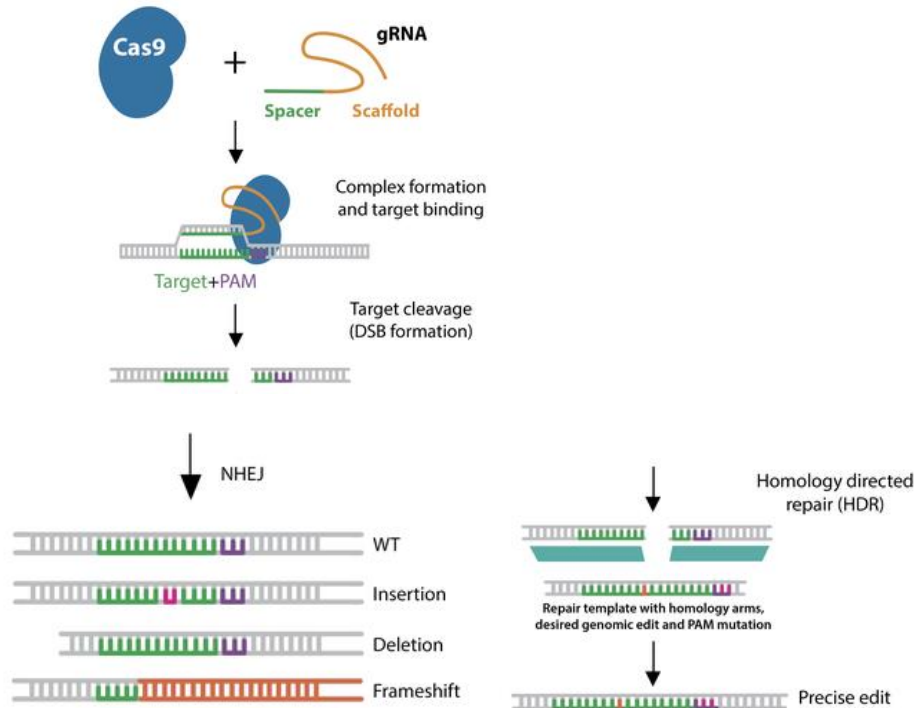 Cas9
+
gRNA
Spacer
Scaffold
Complex formation
and target binding
Target+PAM
Target cleavage
(DSB formation)
NHEJ
WT
Insertion
Deletion
Frameshift
Homology directed
repair (HDR)
Repair template with homology arms,
desired genomic edit and PAM mutation
Precise edit